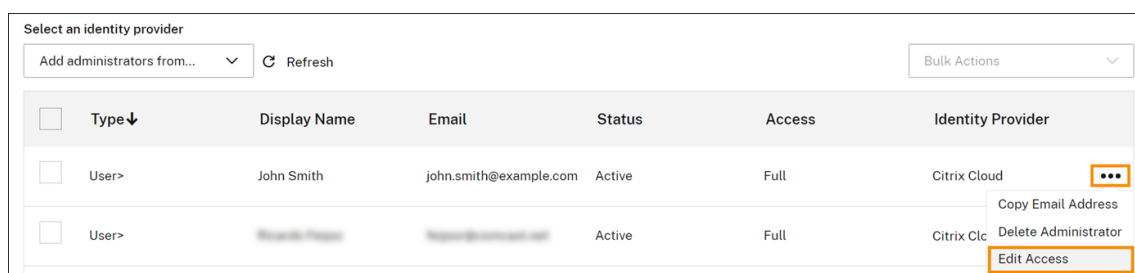 Select an identity provider
Add administrators from... Refresh Bulk Actions
Type↓ Display Name Email Status Access Identity Provider
User> John Smith john.smith@example.com Active Full Citrix Cloud •••
Copy Email Address
User> Active Full Citrix Clo Delete Administrator
Edit Access